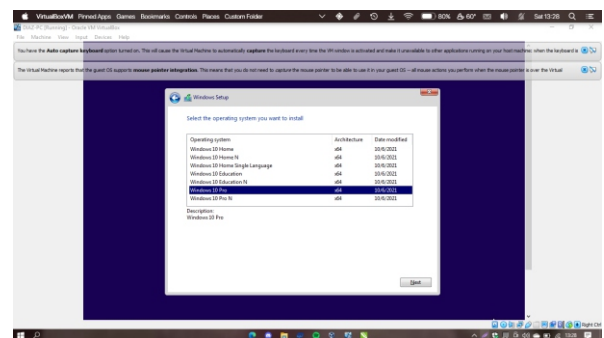 VirtualBoxVM Pinned Apps Games Bookmarks Controls Places Custom Folder 80% 60° Sat 13:28
DIAZ-PC [Running] - Oracle VM VirtualBox
File Machine View Input Devices Help
You have the Auto capture keyboard option turned on. This will cause the Virtual Machine to automatically capture the keyboard every time the VM window is activated and make it unavailable to other applications running on your host machine: when the keyboard is
The Virtual Machine reports that the guest OS supports mouse pointer integration. This means that you do not need to capture the mouse pointer to be able to use it in your guest OS -- all mouse actions you perform when the mouse pointer is over the Virtual
Windows Setup
Select the operating system you want to install
Operating system Architecture Date modified
Windows 10 Home x64 10/6/2021
Windows 10 Home N x64 10/6/2021
Windows 10 Home Single Language x64 10/6/2021
Windows 10 Education x64 10/6/2021
Windows 10 Education N x64 10/6/2021
Windows 10 Pro x64 10/6/2021
Windows 10 Pro N x64 10/6/2021
Description:
Windows 10 Pro
Next
Right Ctrl
13:28